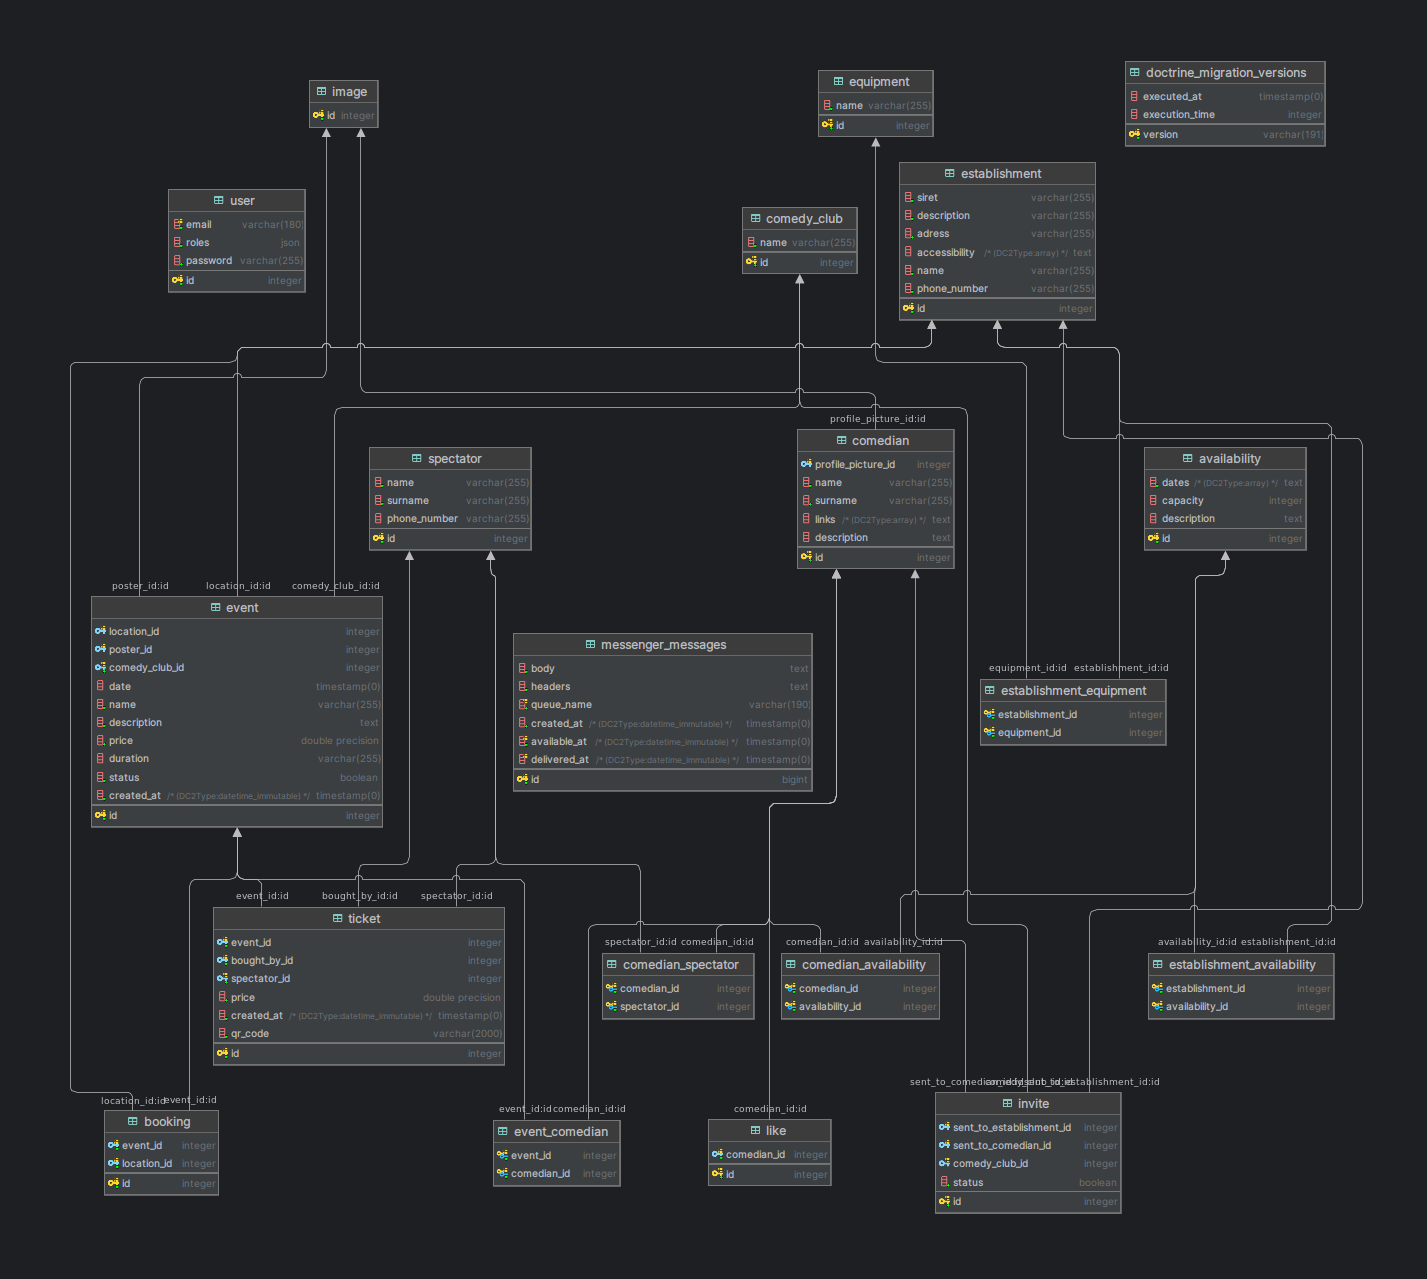 image
id integer
equipment
name varchar(255)
id integer
doctrine_migration_versions
executed_at timestamp(0)
execution_time integer
version varchar(191)
user
email varchar(180)
roles json
password varchar(255)
id integer
comedy_club
name varchar(255)
id integer
establishment
siret varchar(255)
description varchar(255)
adress varchar(255)
accessibility /* (DC2Type:array) */ text
name varchar(255)
phone_number varchar(255)
id integer
profile_picture_id:id
spectator
name varchar(255)
surname varchar(255)
phone_number varchar(255)
id integer
comedian
profile_picture_id integer
name varchar(255)
surname varchar(255)
links /* (DC2Type:array) */ text
description text
id integer
availability
dates /* (DC2Type:array) */ text
capacity integer
description text
id integer
poster_id:id location_id:id comedy_club_id:id
event
location_id integer
poster_id integer
comedy_club_id integer
date timestamp(0)
name varchar(255)
description text
price double precision
duration varchar(255)
status boolean
created_at /* (DC2Type:datetime_immutable) */ timestamp(0)
id integer
messenger_messages
body text
headers text
queue_name varchar(190)
created_at /* (DC2Type:datetime_immutable) */ timestamp(0)
available_at /* (DC2Type:datetime_immutable) */ timestamp(0)
delivered_at /* (DC2Type:datetime_immutable) */ timestamp(0)
id bigint
equipment_id:id establishment_id:id
establishment_equipment
establishment_id integer
equipment_id integer
event_id:id bought_by_id:id spectator_id:id
ticket
event_id integer
bought_by_id integer
spectator_id integer
price double precision
created_at /* (DC2Type:datetime_immutable) */ timestamp(0)
qr_code varchar(2000)
id integer
spectator_id:id comedian_id:id
comedian_spectator
comedian_id integer
spectator_id integer
comedian_id:id availability_id:id
comedian_availability
comedian_id integer
availability_id integer
availability_id:id establishment_id:id
establishment_availability
establishment_id integer
availability_id integer
location_id:id event_id:id
booking
event_id integer
location_id integer
id integer
event_id:id comedian_id:id
event_comedian
event_id integer
comedian_id integer
comedian_id:id
like
comedian_id integer
id integer
invite
sent_to_establishment_id integer
sent_to_comedian_id integer
comedy_club_id integer
status boolean
id integer